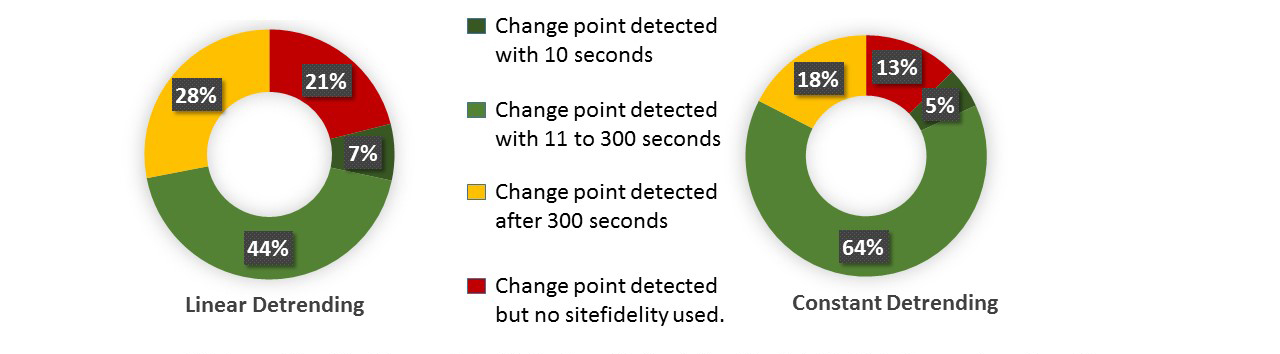 21%
28%
7%
44%
Linear Detrending
Change point detected
with 10 seconds
Change point detected
with 11 to 300 seconds
Change point detected
after 300 seconds
Change point detected
but no sitefidelity used.
13%
18%
5%
64%
Constant Detrending